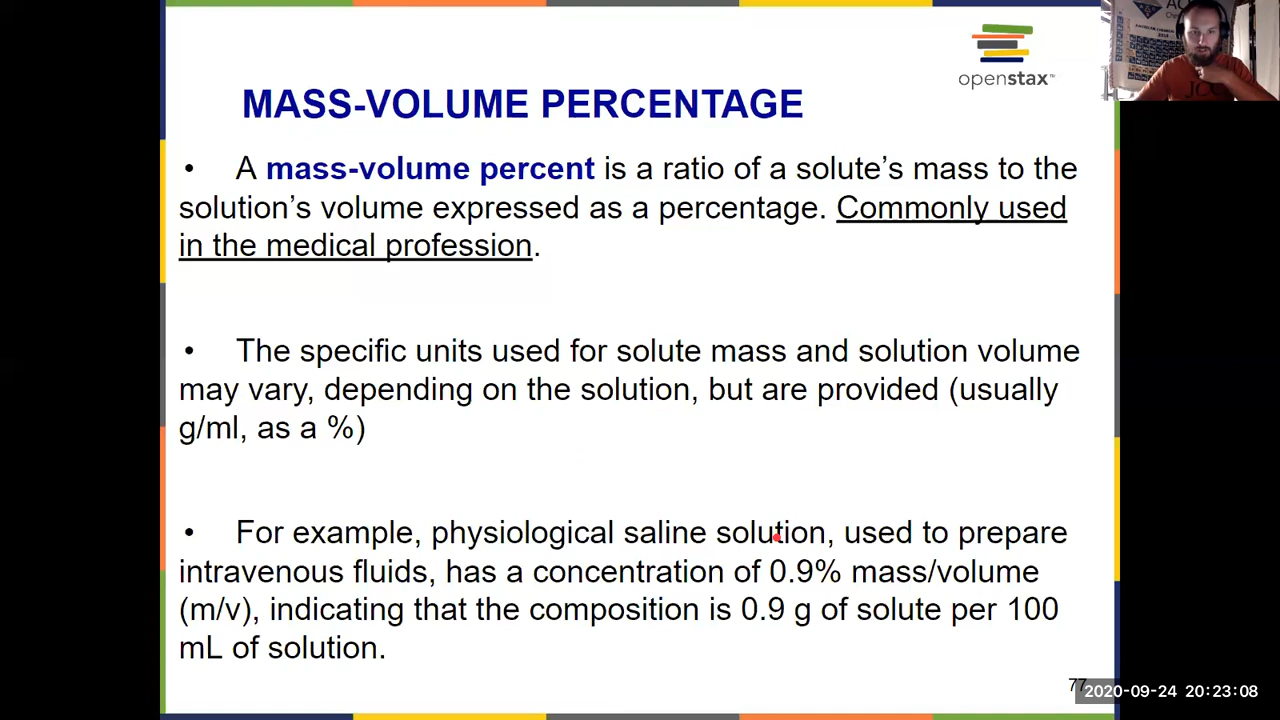 openstax™
MASS-VOLUME PERCENTAGE
• A mass-volume percent is a ratio of a solute’s mass to the
solution’s volume expressed as a percentage. Commonly used
in the medical profession.
• The specific units used for solute mass and solution volume
may vary, depending on the solution, but are provided (usually
g/ml, as a %)
• For example, physiological saline solution, used to prepare
intravenous fluids, has a concentration of 0.9% mass/volume
(m/v), indicating that the composition is 0.9 g of solute per 100
mL of solution.
77
2020-09-24 20:23:08